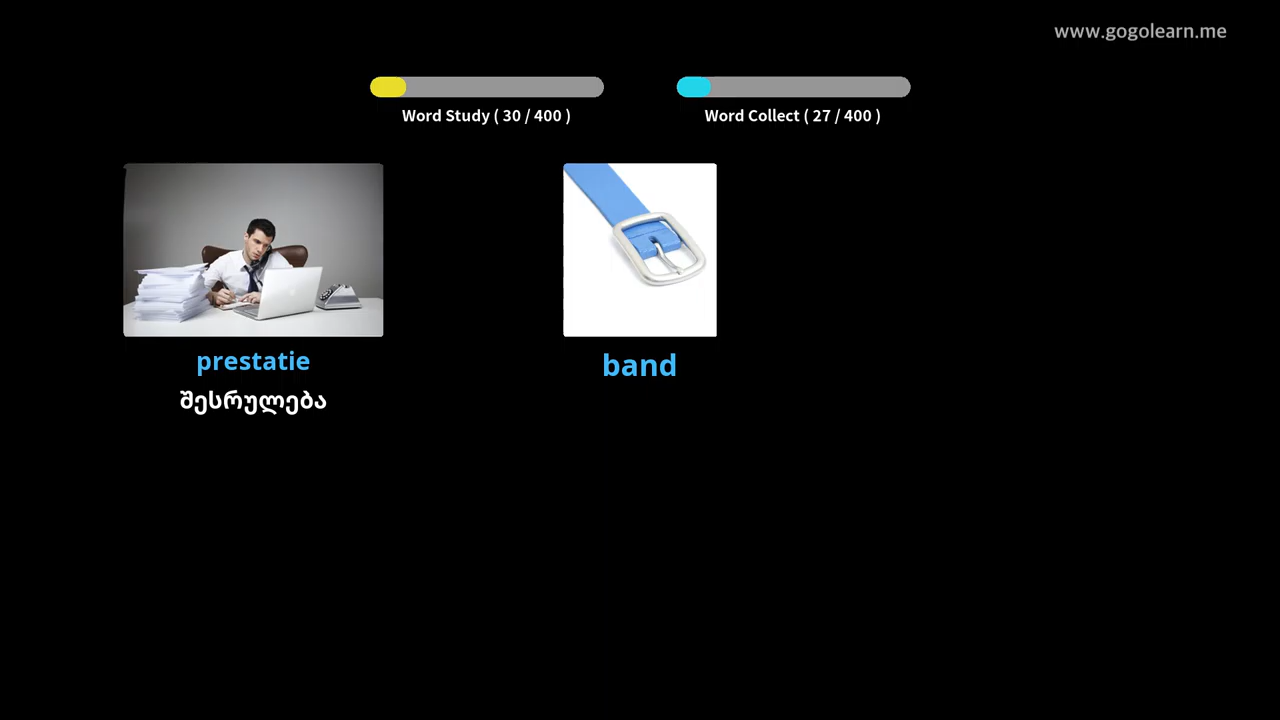 www.gogolearn.me
Word Study ( 30 / 400 )
Word Collect ( 27 / 400 )
prestatie
შესრულება
band